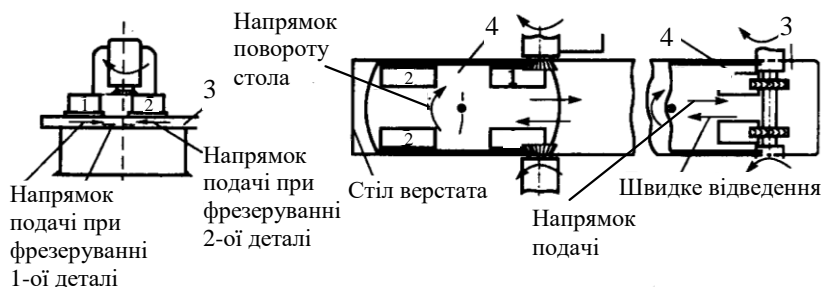 1
2
3
Напрямок
подачі при
фрезеруванні
1-ої деталі
Напрямок
подачі при
фрезеруванні
2-ої деталі
Напрямок
повороту
стола
4
2
2
Стіл верстата
4
3
Напрямок
подачі
Швидке відведення